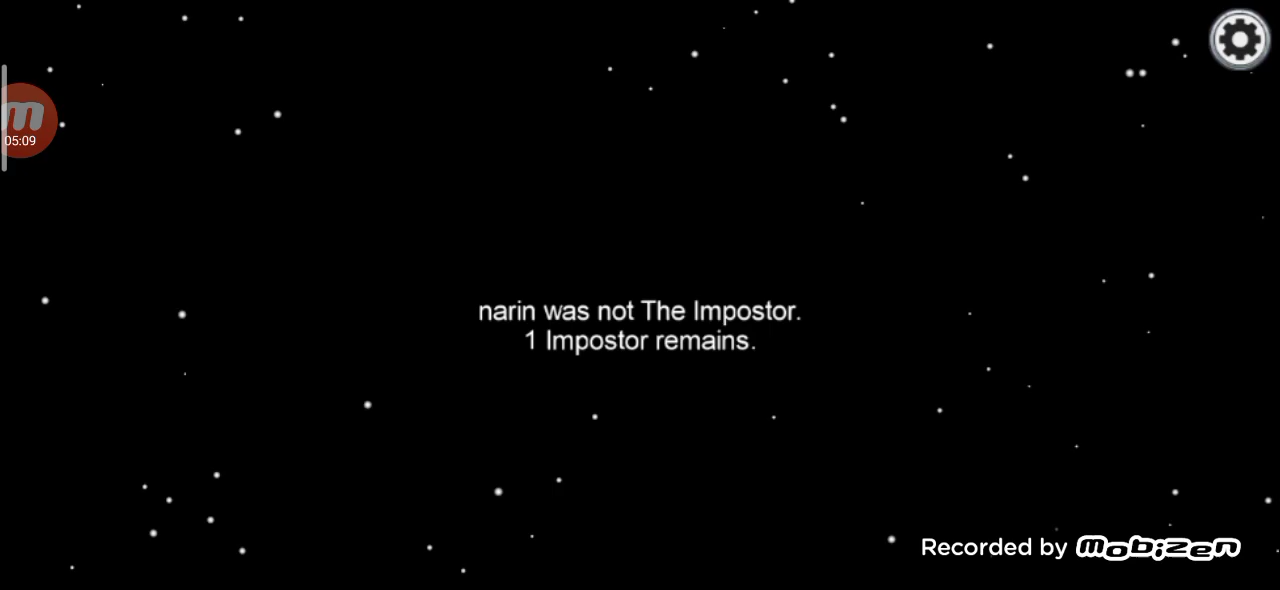 m
05:09
narin was not The Impostor.
1 Impostor remains.
Recorded by mobizen